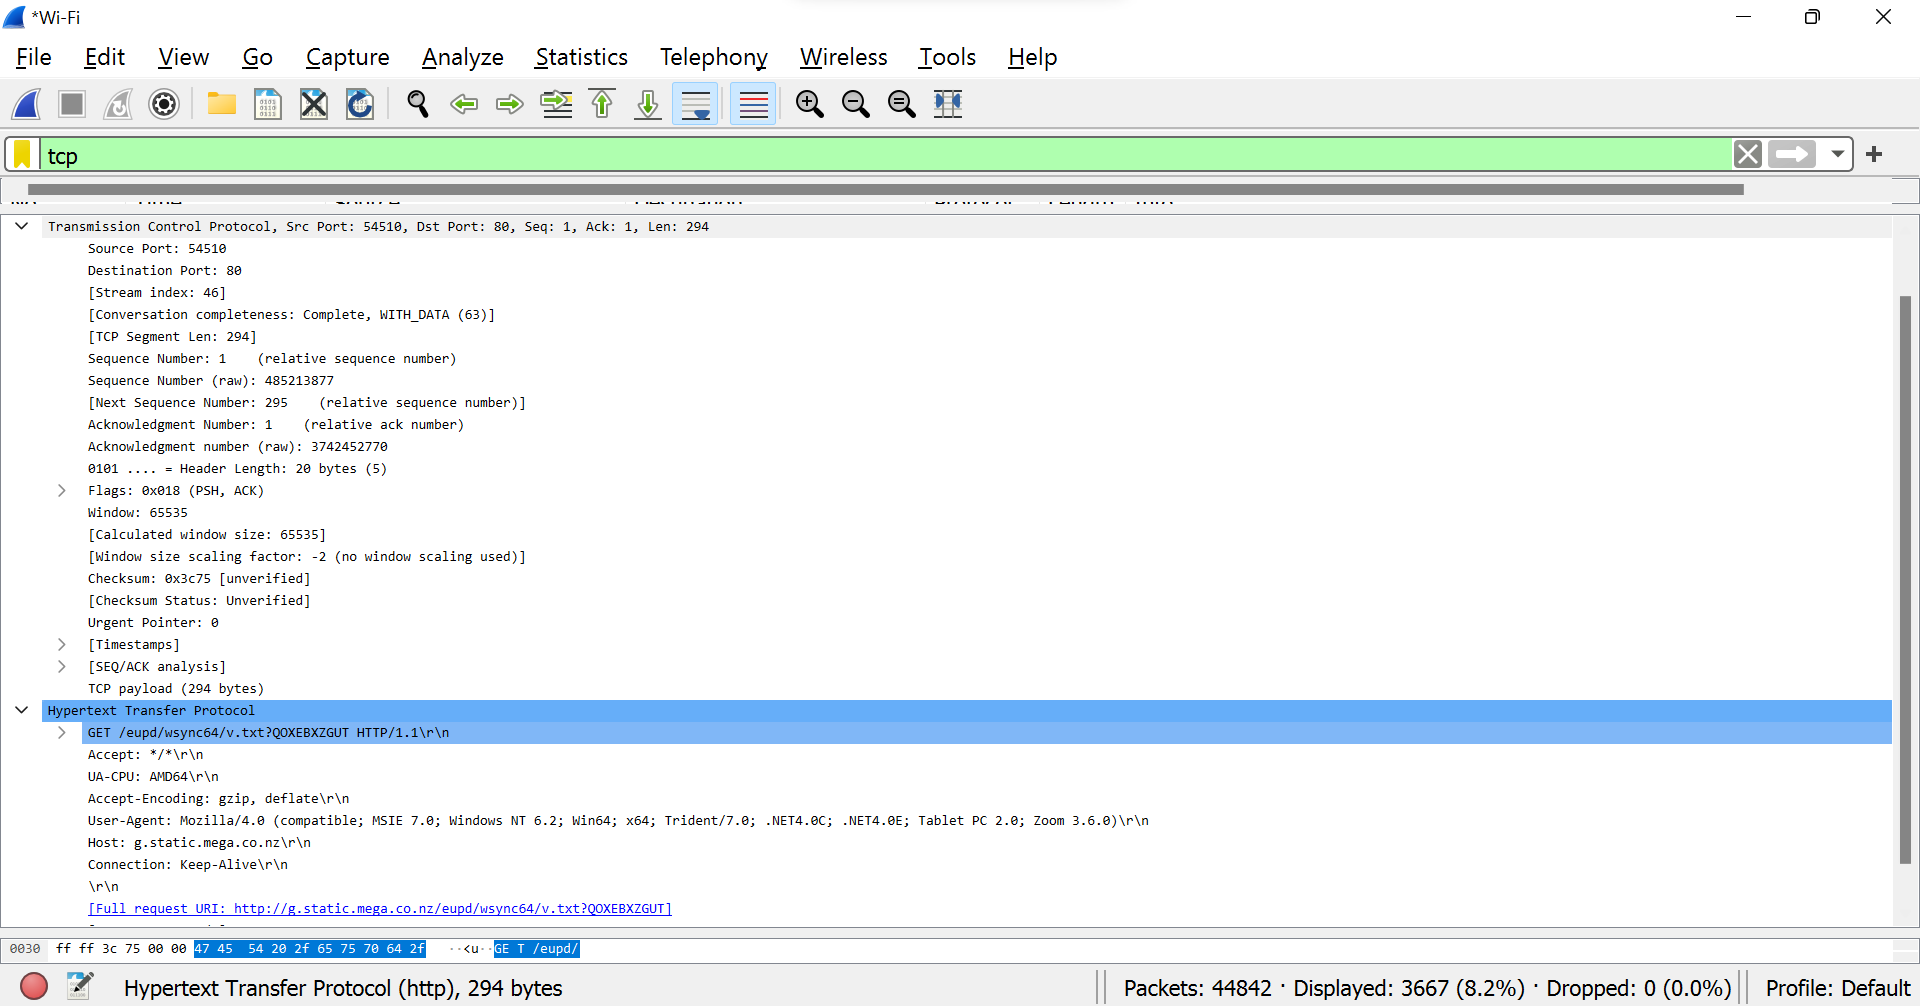 *Wi-Fi
File Edit View Go Capture Analyze Statistics Telephony Wireless Tools Help
tcp
Transmission Control Protocol, Src Port: 54510, Dst Port: 80, Seq: 1, Ack: 1, Len: 294
Source Port: 54510
Destination Port: 80
[Stream index: 46]
[Conversation completeness: Complete, WITH_DATA (63)]
[TCP Segment Len: 294]
Sequence Number: 1    (relative sequence number)
Sequence Number (raw): 485213877
[Next Sequence Number: 295    (relative sequence number)]
Acknowledgment Number: 1    (relative ack number)
Acknowledgment number (raw): 3742452770
0101 .... = Header Length: 20 bytes (5)
Flags: 0x018 (PSH, ACK)
Window: 65535
[Calculated window size: 65535]
[Window size scaling factor: -2 (no window scaling used)]
Checksum: 0x3c75 [unverified]
[Checksum Status: Unverified]
Urgent Pointer: 0
[Timestamps]
[SEQ/ACK analysis]
TCP payload (294 bytes)
Hypertext Transfer Protocol
GET /eupd/wsync64/v.txt?QOXEBXZGUT HTTP/1.1\r\n
Accept: */*\r\n
UA-CPU: AMD64\r\n
Accept-Encoding: gzip, deflate\r\n
User-Agent: Mozilla/4.0 (compatible; MSIE 7.0; Windows NT 6.2; Win64; x64; Trident/7.0; .NET4.0C; .NET4.0E; Tablet PC 2.0; Zoom 3.6.0)\r\n
Host: g.static.mega.co.nz\r\n
Connection: Keep-Alive\r\n
\r\n
[Full request URI: http://g.static.mega.co.nz/eupd/wsync64/v.txt?QOXEBXZGUT]
0030 ff ff 3c 75 00 00 47 45 54 20 2f 65 75 70 64 2f ··<u··GE T /eupd/
Hypertext Transfer Protocol (http), 294 bytes Packets: 44842 · Displayed: 3667 (8.2%) · Dropped: 0 (0.0%) Profile: Default